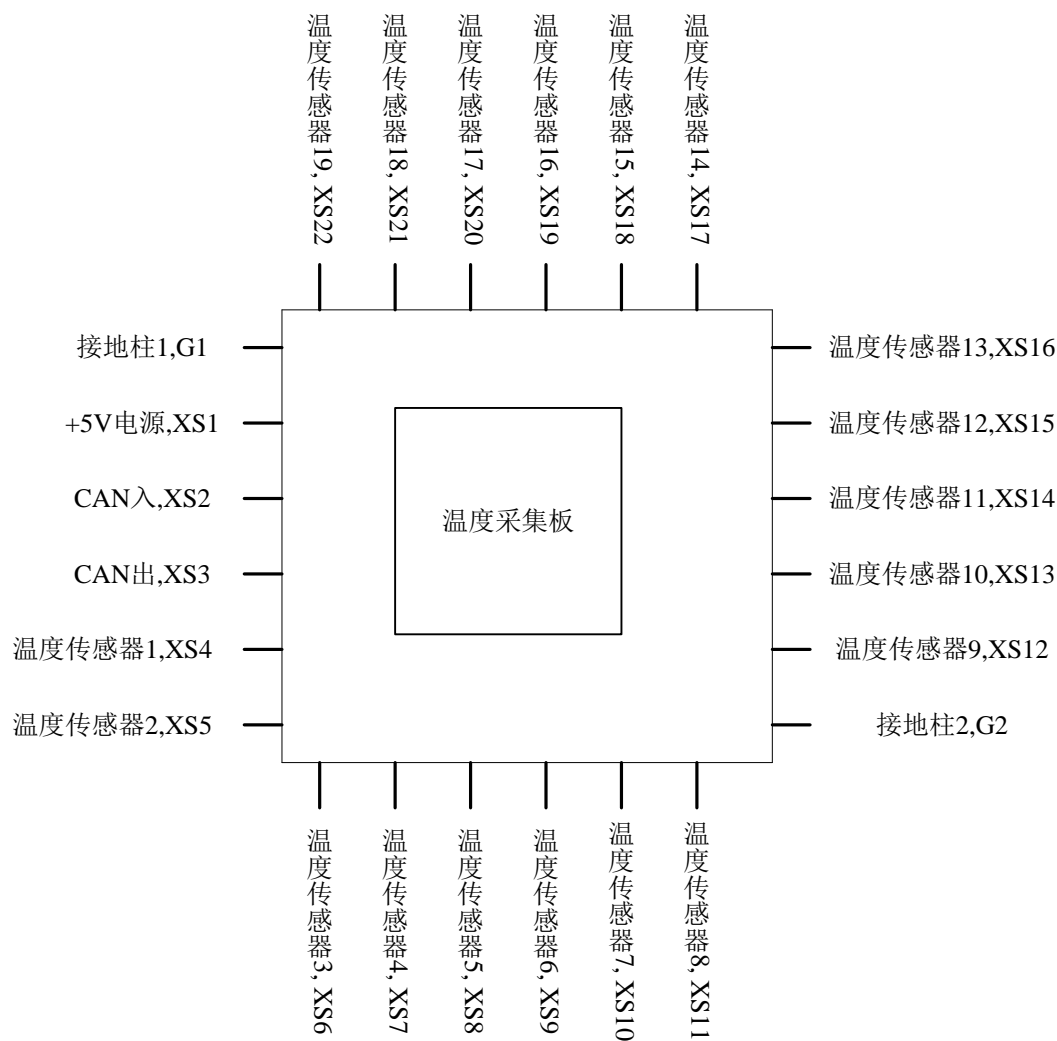 温度传感器19, XS22
温度传感器18, XS21
温度传感器17, XS20
温度传感器16, XS19
温度传感器15, XS18
温度传感器14, XS17
接地柱1,G1
+5V电源,XS1
CAN入,XS2
CAN出,XS3
温度传感器1,XS4
温度传感器2,XS5
温度采集板
温度传感器13,XS16
温度传感器12,XS15
温度传感器11,XS14
温度传感器10,XS13
温度传感器9,XS12
接地柱2,G2
温度传感器3, XS6
温度传感器4, XS7
温度传感器5, XS8
温度传感器6, XS9
温度传感器7, XS10
温度传感器8, XS11